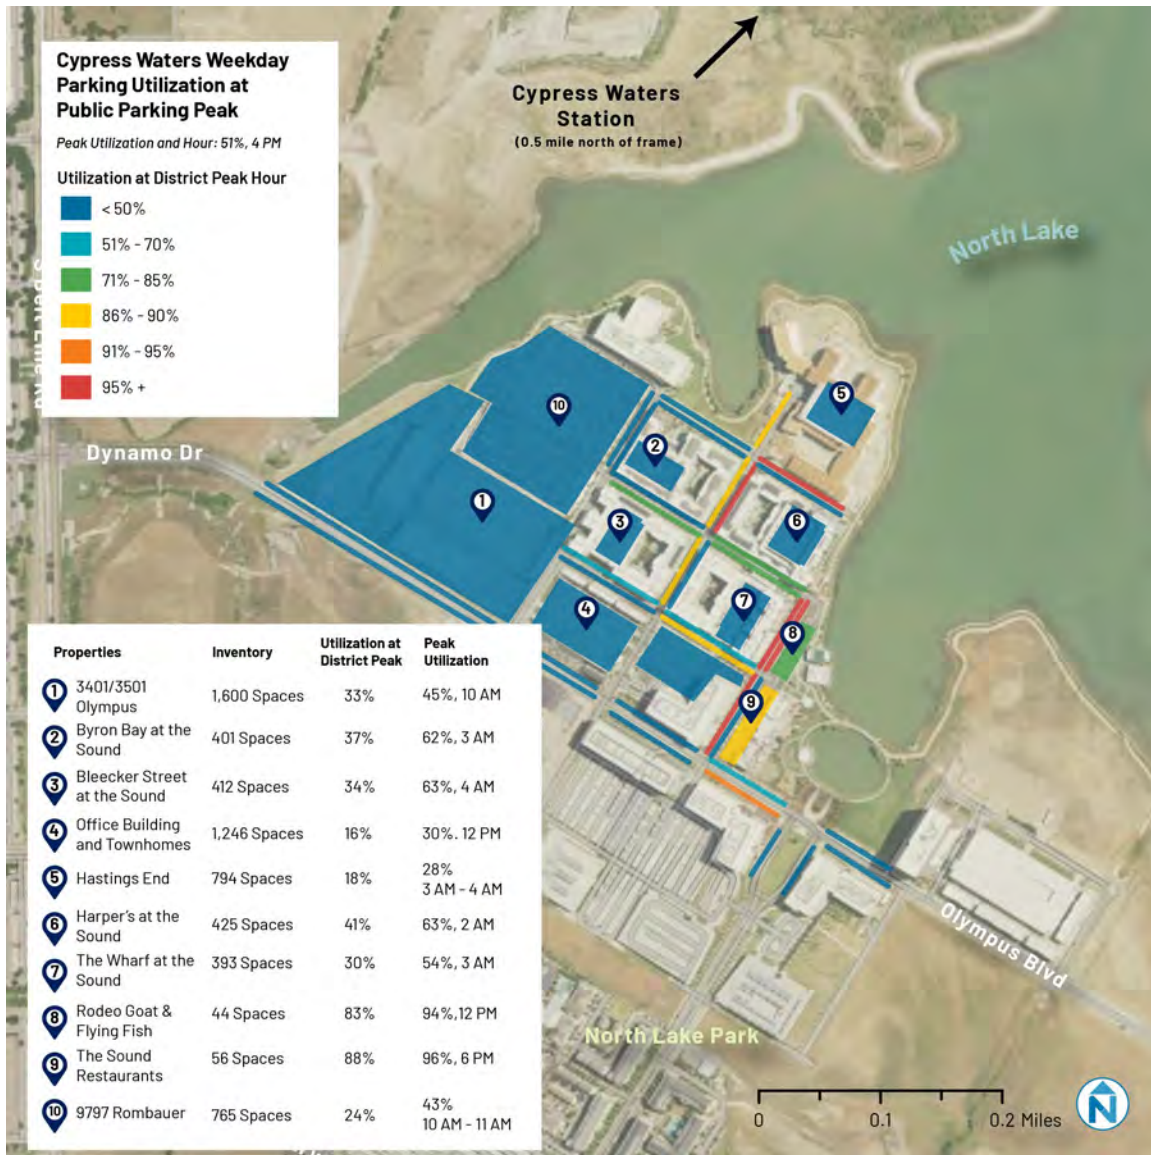 Cypress Waters Weekday
Parking Utilization at
Public Parking Peak
Peak Utilization and Hour: 51%, 4 PM
Utilization at District Peak Hour
< 50%
51% - 70%
71% - 85%
86% - 90%
91% - 95%
95% +
Cypress Waters
Station
(0.5 mile north of frame)
North Lake
Dynamo Dr
10
5
2
1
3
6
4
7
8
9
Properties Inventory Utilization at District Peak Peak Utilization
1 3401/3501 Olympus 1,600 Spaces 33% 45%, 10 AM
2 Byron Bay at the Sound 401 Spaces 37% 62%, 3 AM
3 Bleecker Street at the Sound 412 Spaces 34% 63%, 4 AM
4 Office Building and Townhomes 1,246 Spaces 16% 30%. 12 PM
5 Hastings End 794 Spaces 18% 28% 3 AM - 4 AM
6 Harper's at the Sound 425 Spaces 41% 63%, 2 AM
7 The Wharf at the Sound 393 Spaces 30% 54%, 3 AM
8 Rodeo Goat & Flying Fish 44 Spaces 83% 94%,12 PM
9 The Sound Restaurants 56 Spaces 88% 96%, 6 PM
10 9797 Rombauer 765 Spaces 24% 43% 10 AM - 11 AM
Olympus Blvd
North Lake Park
0 0.1 0.2 Miles
N